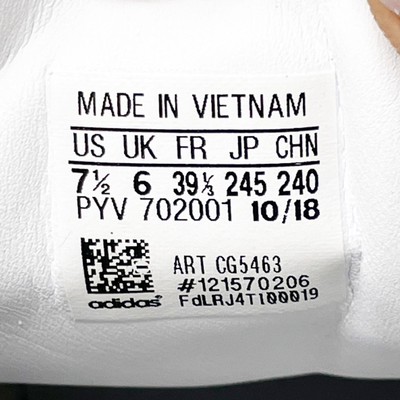 MADE IN VIETNAM
US UK FR JP CHN
7½ 6 39⅓ 245 240
PYV 702001 10/18
ART CG5463
#121570206
adidas FdLRJ4TI00019